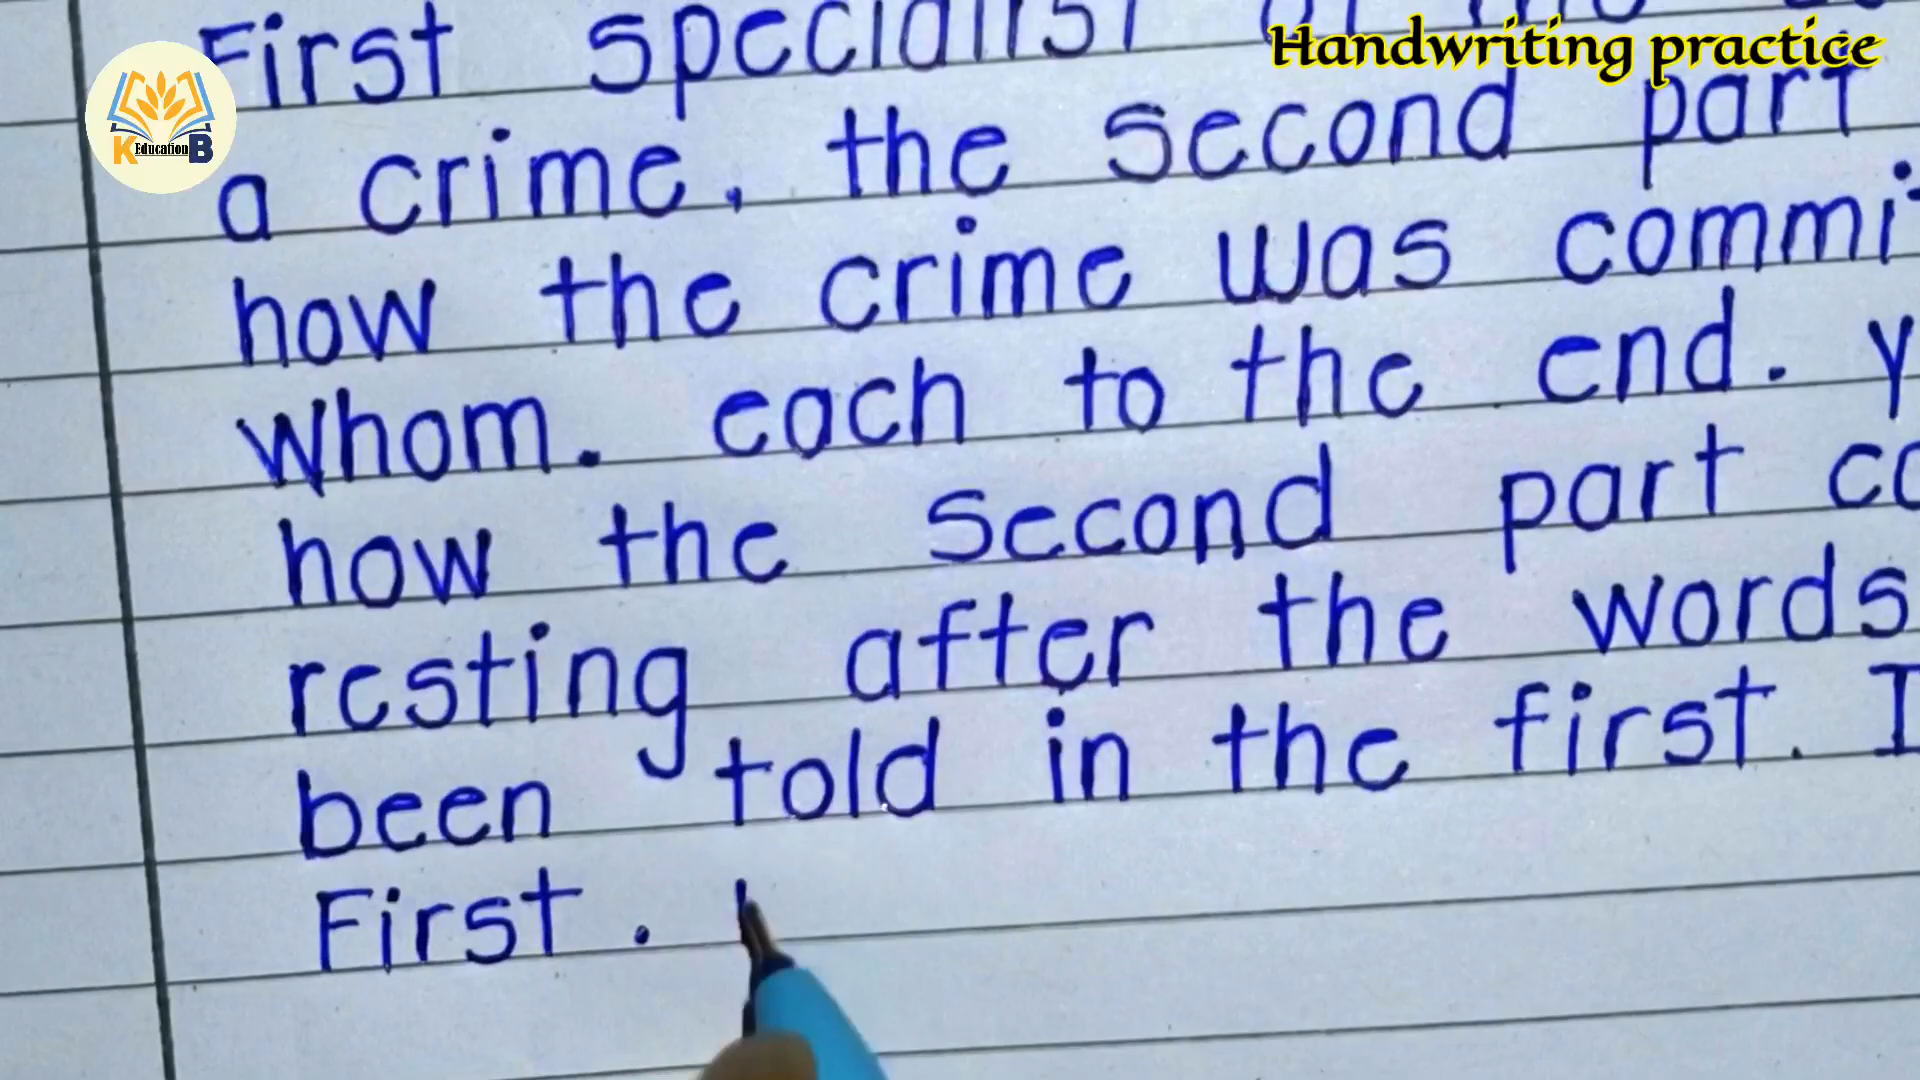 Handwriting practice
K Education B
First specialist
a crime. the second part
how the crime was commi
whom. each to the end. y
how the second part co
resting after the words
been told in the first. I
First.